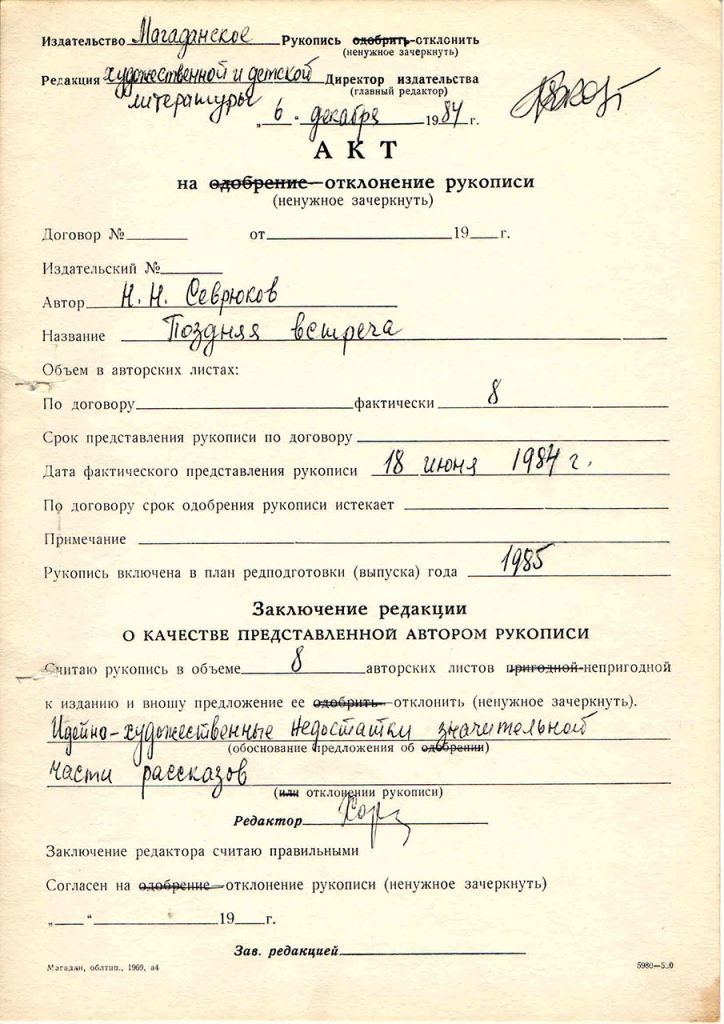 Издательство Магаданское Рукопись одобрить-отклонить
(ненужное зачеркнуть)
Редакция художественной и детской Директор издательства
литературы (главный редактор)
„ 6 " декабря 1984 г.
АКТ
на одобрение-отклонение рукописи
(ненужное зачеркнуть)
Договор № от 19 г.
Издательский №
Автор Н. Н. Севрюков
Название Поздняя встреча
Объем в авторских листах:
По договору фактически 8
Срок представления рукописи по договору
Дата фактического представления рукописи 18 июня 1984 г.
По договору срок одобрения рукописи истекает
Примечание
Рукопись включена в план редподготовки (выпуска) года 1985
Заключение редакции
О КАЧЕСТВЕ ПРЕДСТАВЛЕННОЙ АВТОРОМ РУКОПИСИ
Считаю рукопись в объеме 8 авторских листов пригодной-непригодной
к изданию и вношу предложение ее одобрить-отклонить (ненужное зачеркнуть).
Идейно-художественные недостатки значительной
(обоснование предложения об одобрении)
части рассказов
(или отклонении рукописи)
Редактор
Заключение редактора считаю правильными
Согласен на одобрение-отклонение рукописи (ненужное зачеркнуть)
„ " 19 г.
Зав. редакцией
Магадан, облтип., 1969, а4